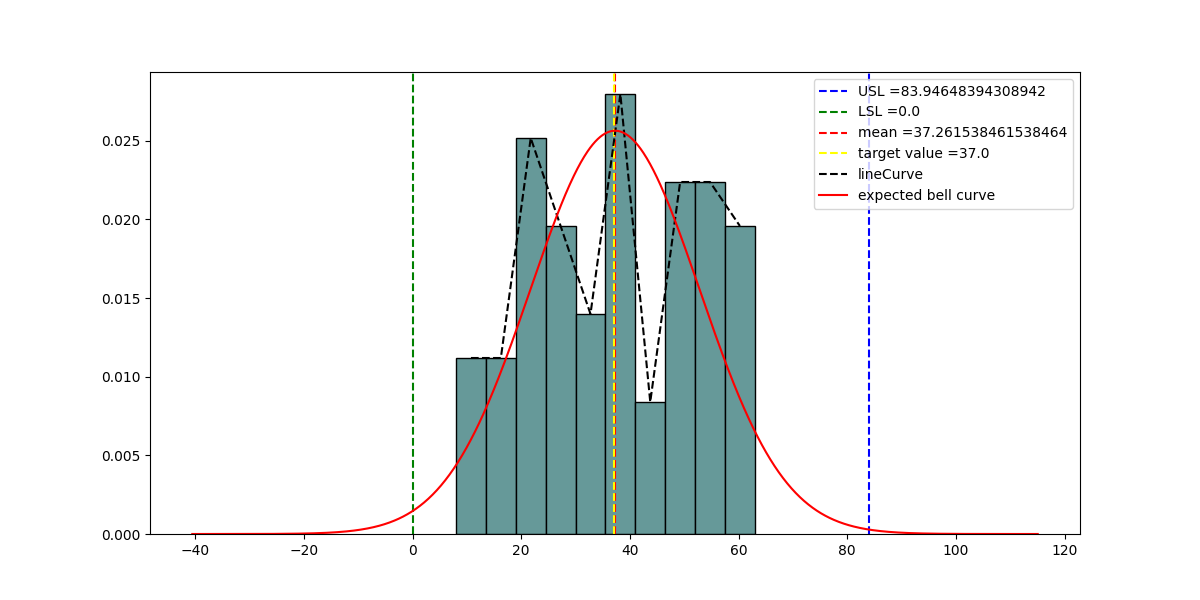 USL =83.94648394308942
LSL =0.0
mean =37.261538461538464
target value =37.0
lineCurve
expected bell curve
0.025
0.020
0.015
0.010
0.005
0.000
−40 −20 0 20 40 60 80 100 120